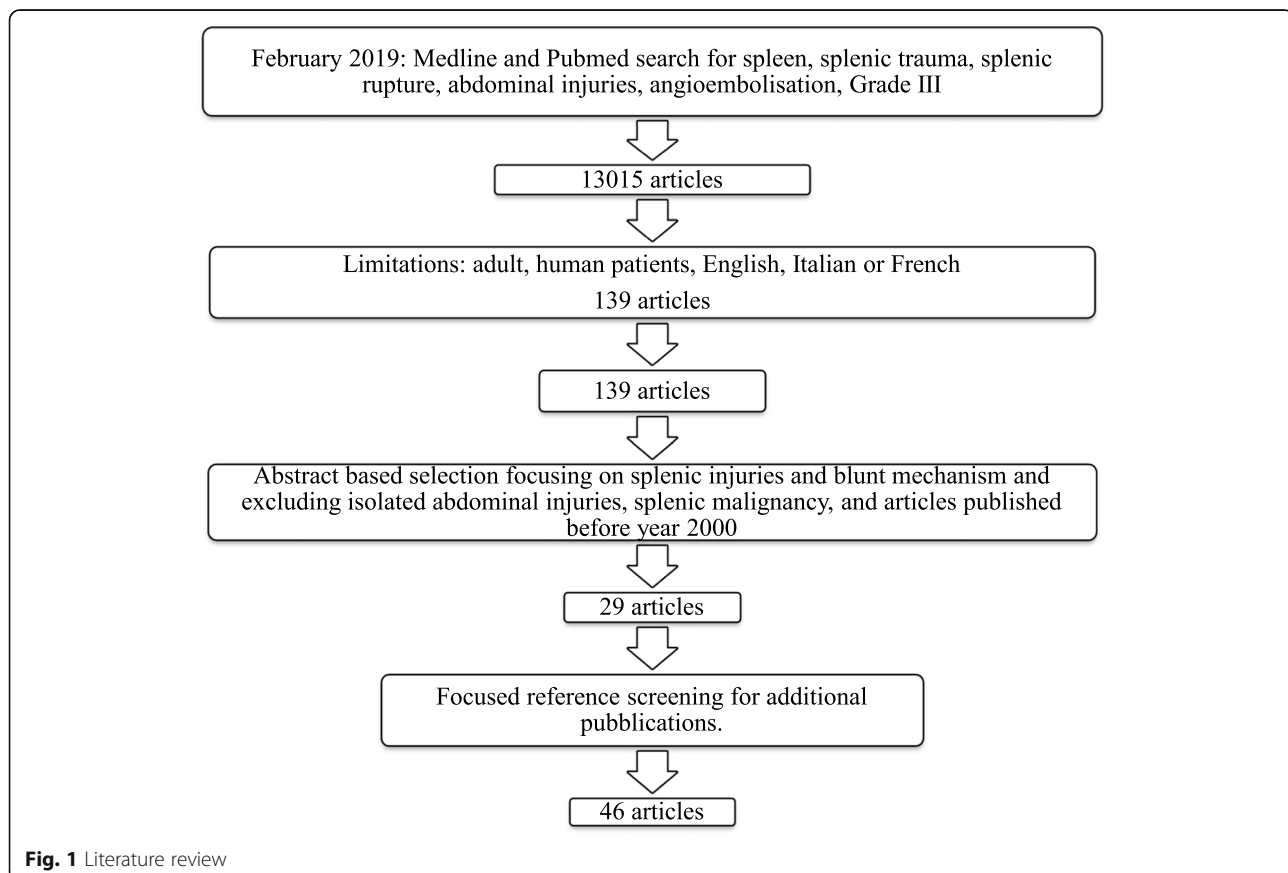 February 2019: Medline and Pubmed search for spleen, splenic trauma, splenic
rupture, abdominal injuries, angioembolisation, Grade III
13015 articles
Limitations: adult, human patients, English, Italian or French
139 articles
139 articles
Abstract based selection focusing on splenic injuries and blunt mechanism and
excluding isolated abdominal injuries, splenic malignancy, and articles published
before year 2000
29 articles
Focused reference screening for additional
pubblications.
46 articles
Fig. 1 Literature review